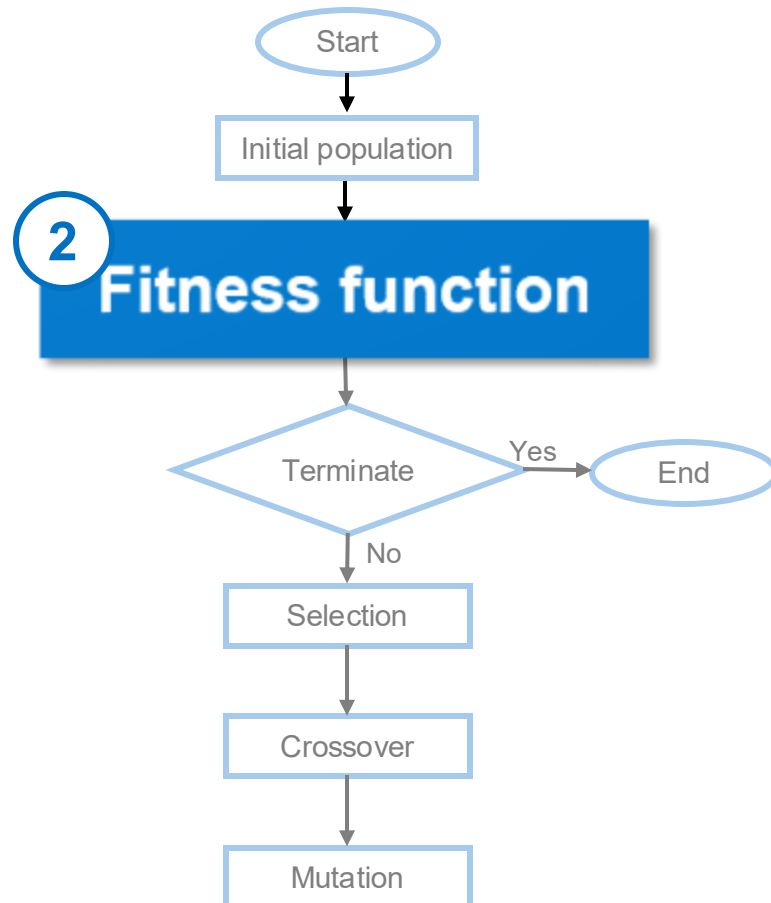 Start
Initial population
2
Fitness function
Terminate
Yes
End
No
Selection
Crossover
Mutation